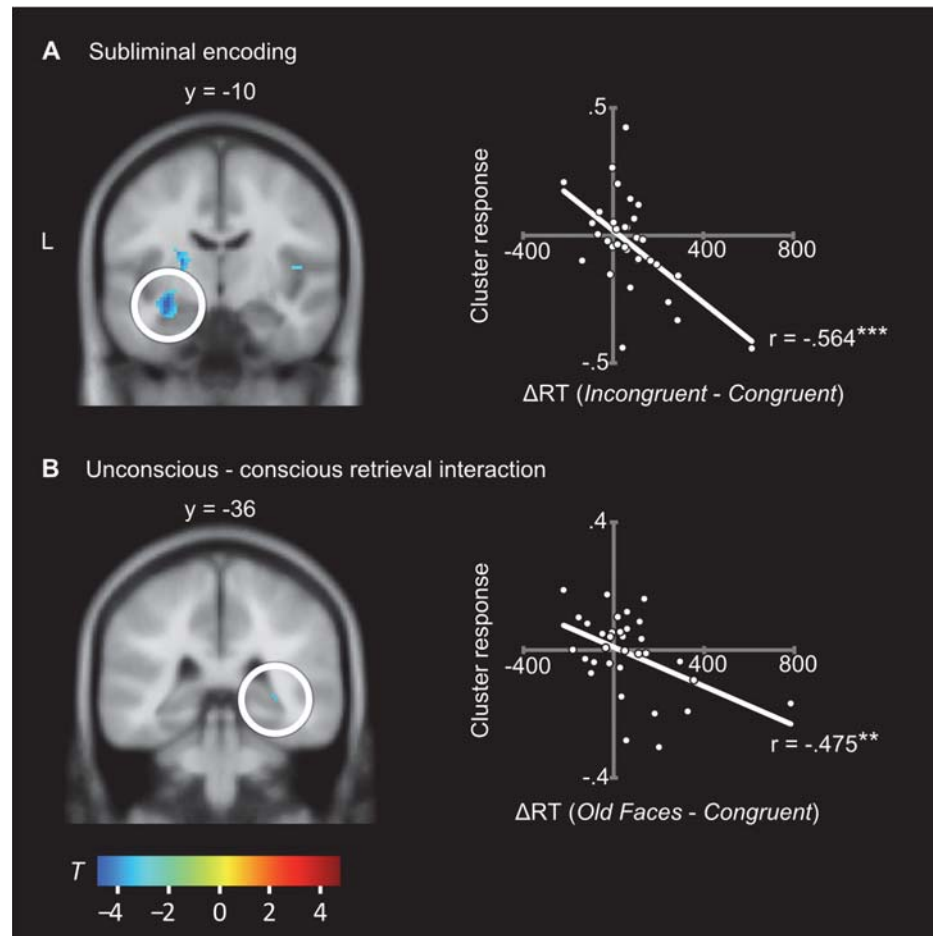 A Subliminal encoding
y = -10
L
Cluster response
.5
-400
400
800
-.5
r = -.564***
ΔRT (Incongruent - Congruent)
B Unconscious - conscious retrieval interaction
y = -36
Cluster response
.4
-400
400
800
-.4
r = -.475**
ΔRT (Old Faces - Congruent)
T
−4 −2 0 2 4